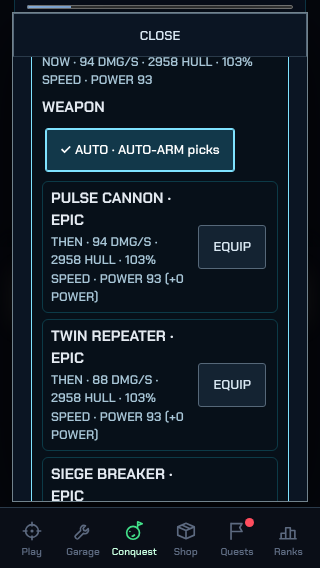 CLOSE
NOW · 94 DMG/S · 2958 HULL · 103%
SPEED · POWER 93
WEAPON
✓ AUTO · AUTO-ARM picks
PULSE CANNON ·
EPIC
THEN · 94 DMG/S ·
2958 HULL · 103%
SPEED · POWER 93 (+0
POWER)
EQUIP
TWIN REPEATER ·
EPIC
THEN · 88 DMG/S ·
2958 HULL · 103%
SPEED · POWER 93 (+0
POWER)
EQUIP
SIEGE BREAKER ·
EPIC
Play
Garage
Conquest
Shop
Quests
Ranks